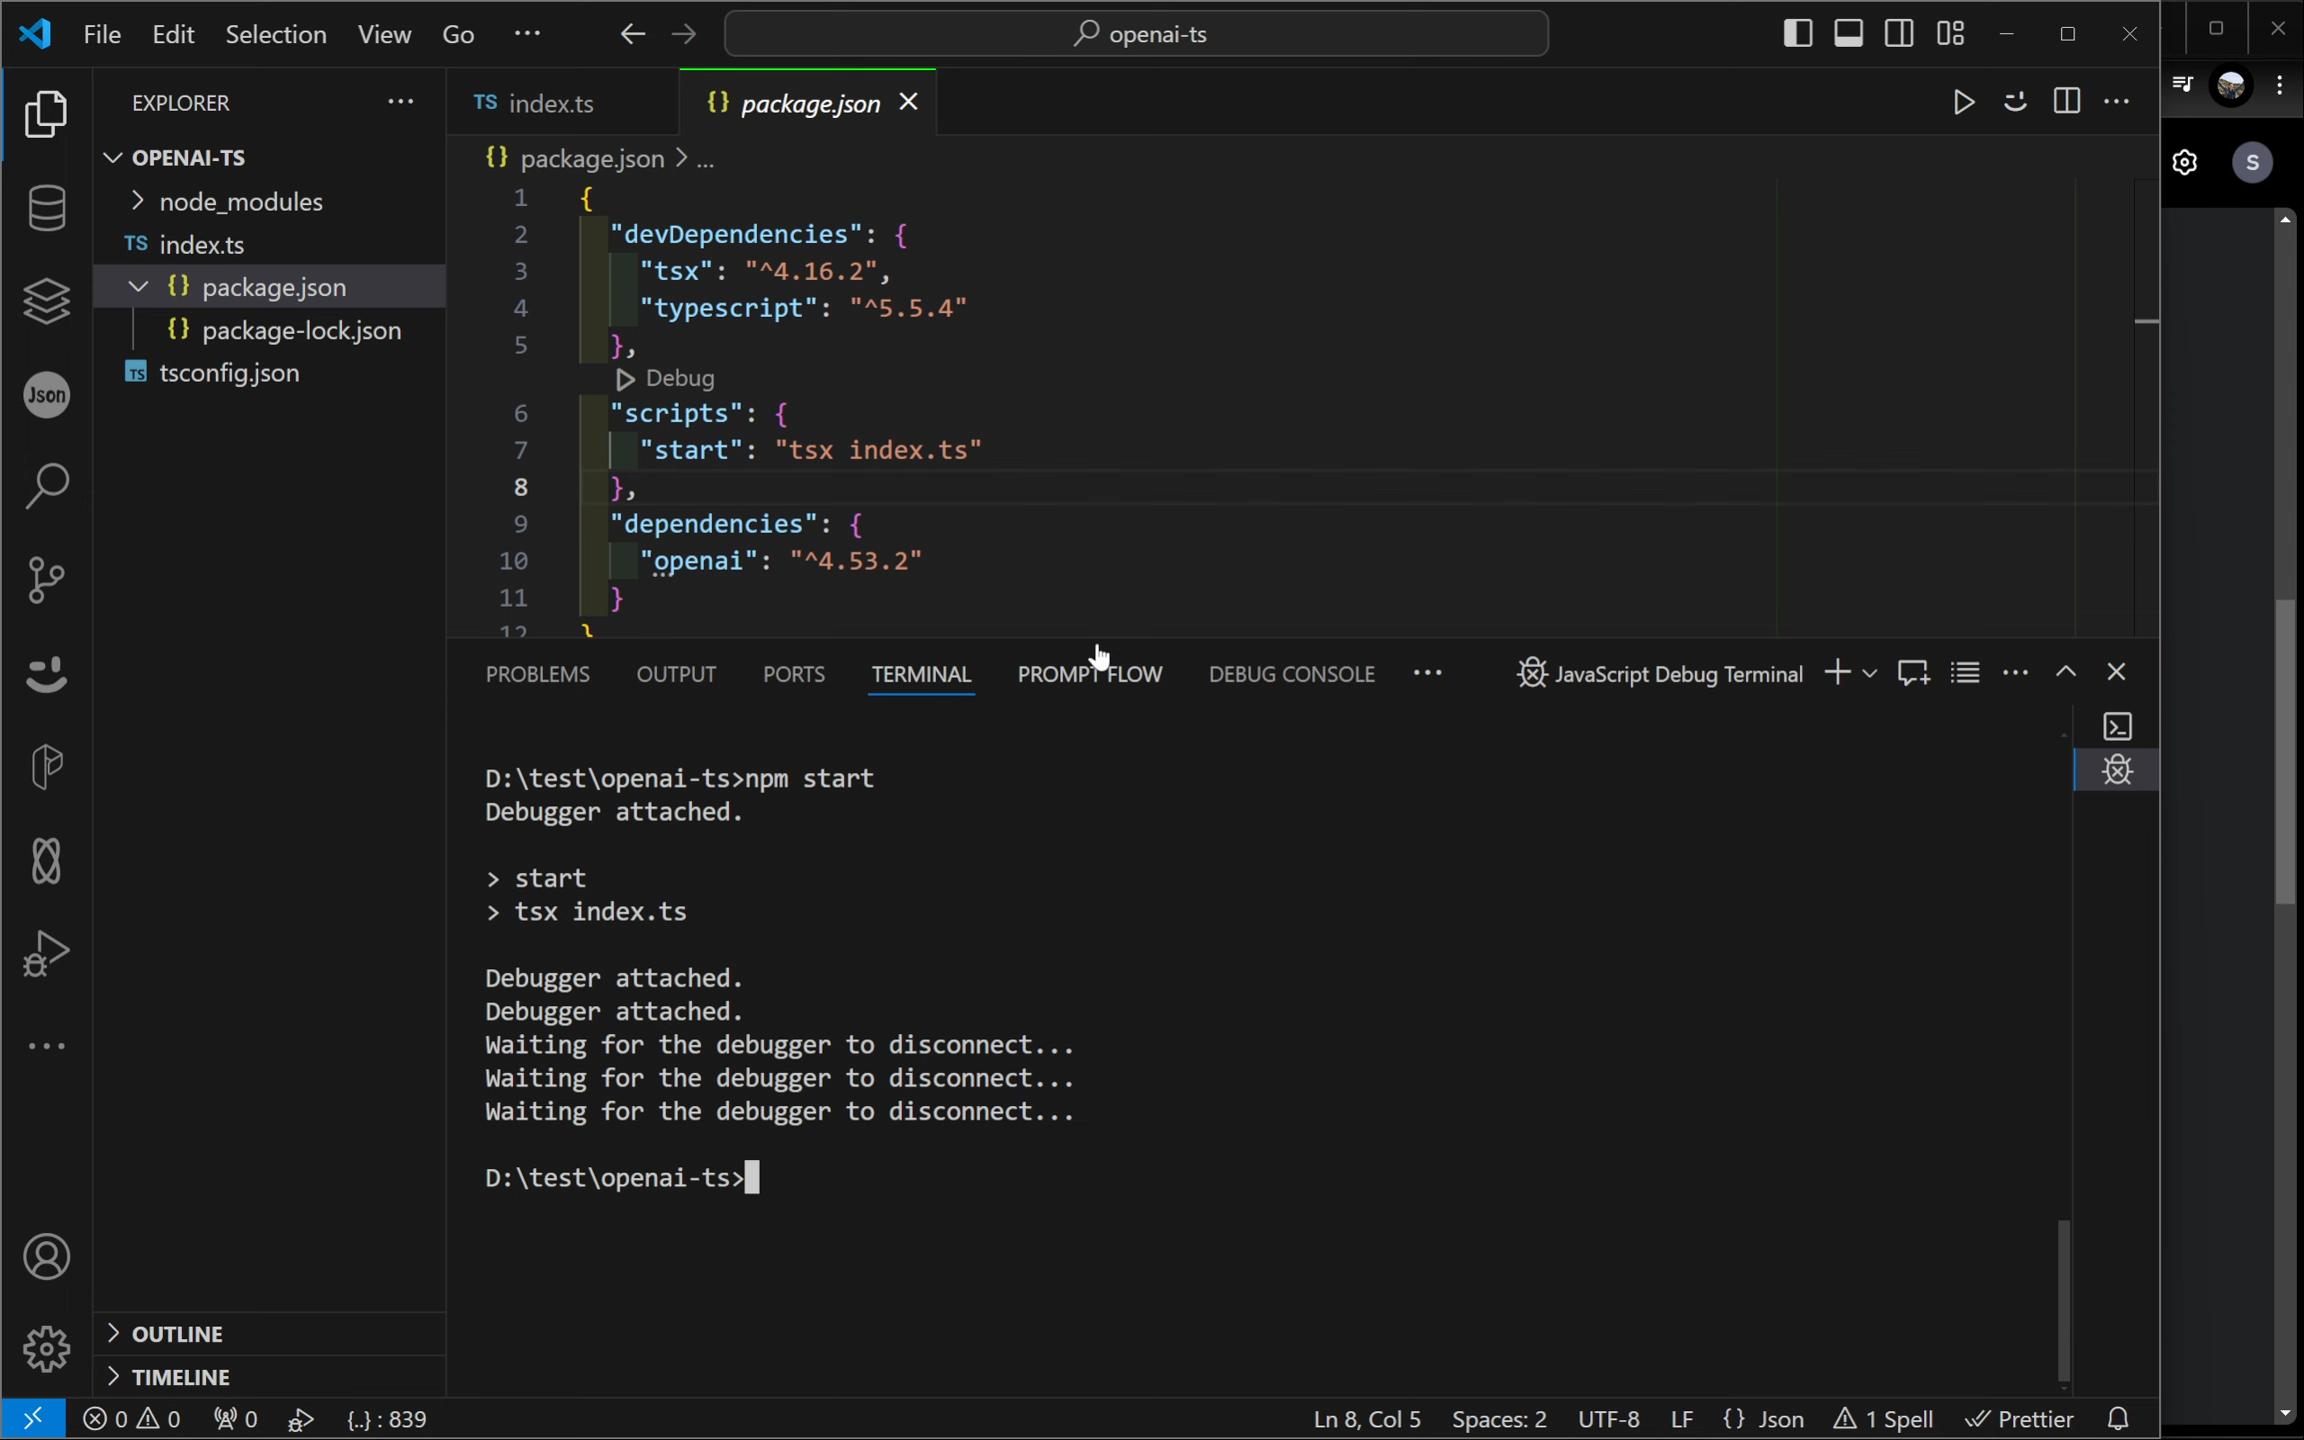 File Edit Selection View Go ··· openai-ts
EXPLORER ···
OPENAI-TS
node_modules
TS index.ts
{} package.json
{} package-lock.json
TS tsconfig.json
OUTLINE
TIMELINE
Json
TS index.ts {} package.json
{} package.json > ...
1 {
2 "devDependencies": {
3 "tsx": "^4.16.2",
4 "typescript": "^5.5.4"
5 },
Debug
6 "scripts": {
7 "start": "tsx index.ts"
8 },
9 "dependencies": {
10 "openai": "^4.53.2"
11 }
12 }
PROBLEMS OUTPUT PORTS TERMINAL PROMPT FLOW DEBUG CONSOLE ··· JavaScript Debug Terminal
D:\test\openai-ts>npm start
Debugger attached.
> start
> tsx index.ts
Debugger attached.
Debugger attached.
Waiting for the debugger to disconnect...
Waiting for the debugger to disconnect...
Waiting for the debugger to disconnect...
D:\test\openai-ts>
0 0 0 {..} : 839 Ln 8, Col 5 Spaces: 2 UTF-8 LF {} Json 1 Spell Prettier
S